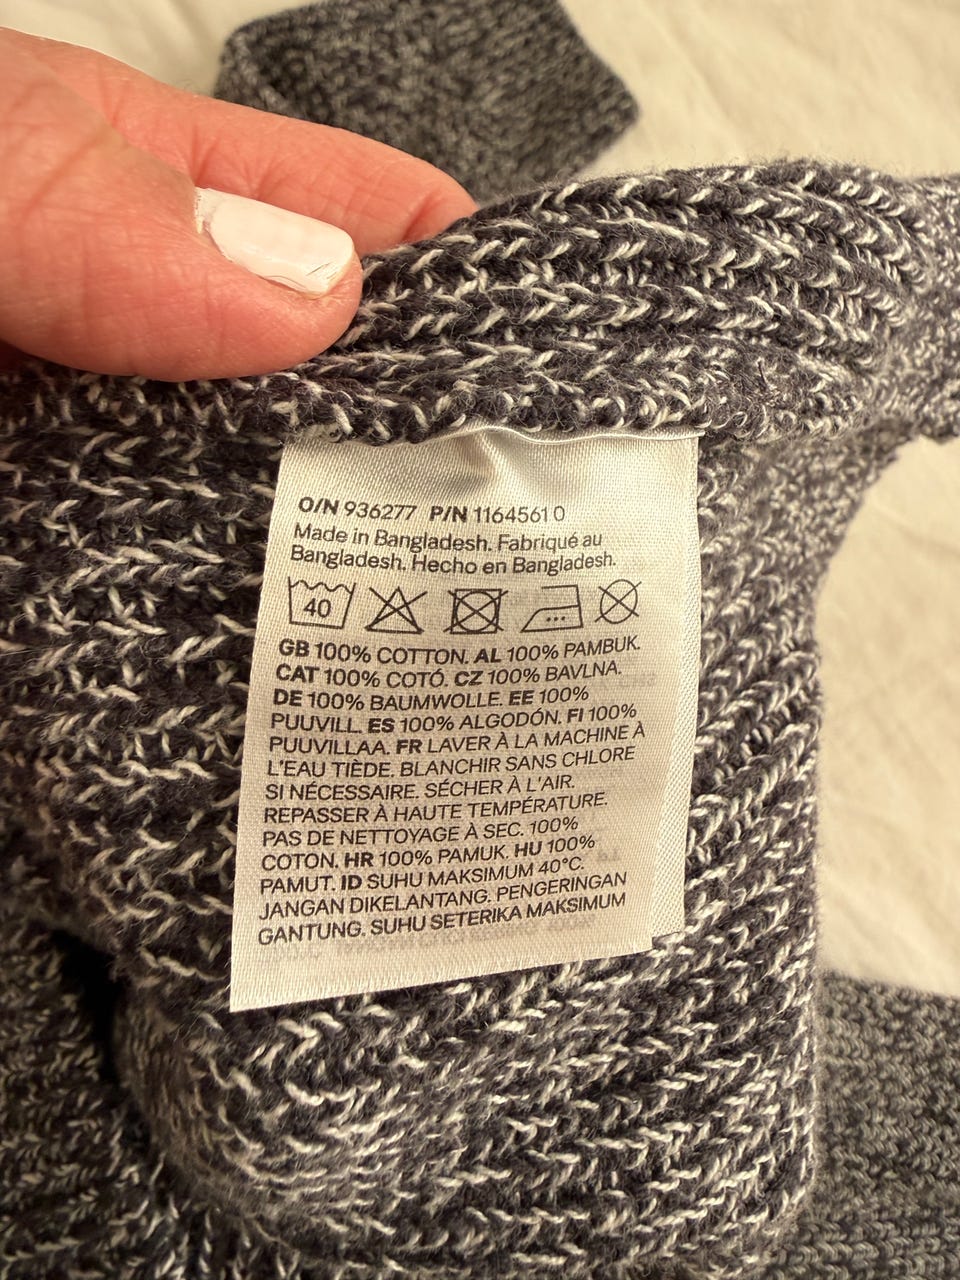 O/N 936277 P/N 1164561 0
Made in Bangladesh. Fabriqué au
Bangladesh. Hecho en Bangladesh.
40
GB 100% COTTON. AL 100% PAMBUK.
CAT 100% COTÓ. CZ 100% BAVLNA.
DE 100% BAUMWOLLE. EE 100%
PUUVILL. ES 100% ALGODÓN. FI 100%
PUUVILLAA. FR LAVER À LA MACHINE À
L'EAU TIÈDE. BLANCHIR SANS CHLORE
SI NÉCESSAIRE. SÉCHER À L'AIR.
REPASSER À HAUTE TEMPÉRATURE.
PAS DE NETTOYAGE À SEC. 100%
COTON. HR 100% PAMUK. HU 100%
PAMUT. ID SUHU MAKSIMUM 40°C.
JANGAN DIKELANTANG. PENGERINGAN
GANTUNG. SUHU SETERIKA MAKSIMUM